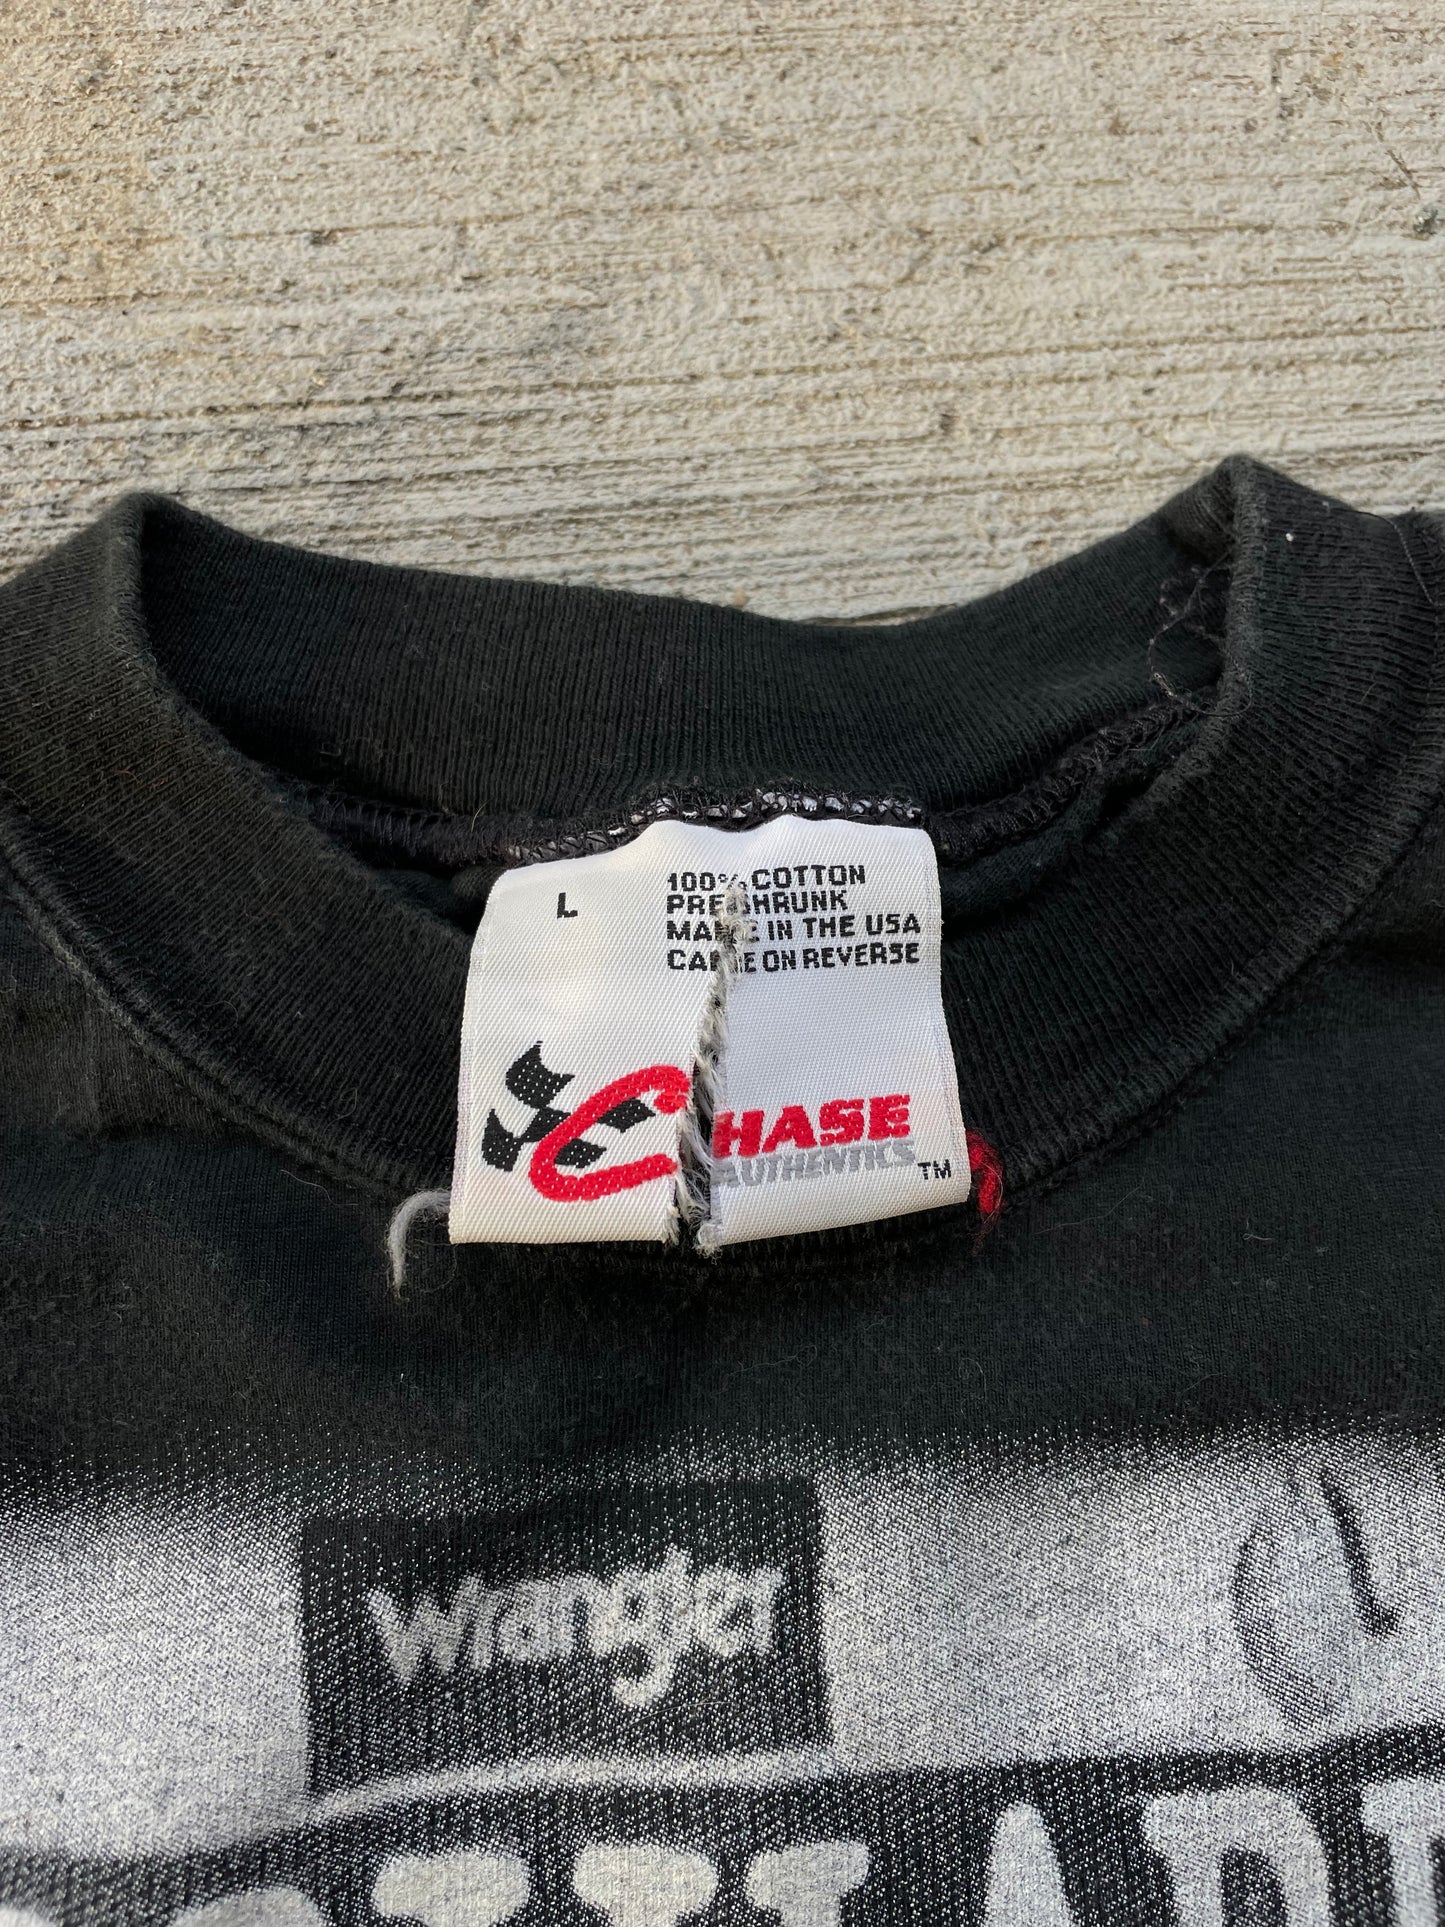 L
100% COTTON
PRESHRUNK
MADE IN THE USA
CARE ON REVERSE
CHASE
AUTHENTICS TM
Wrangler